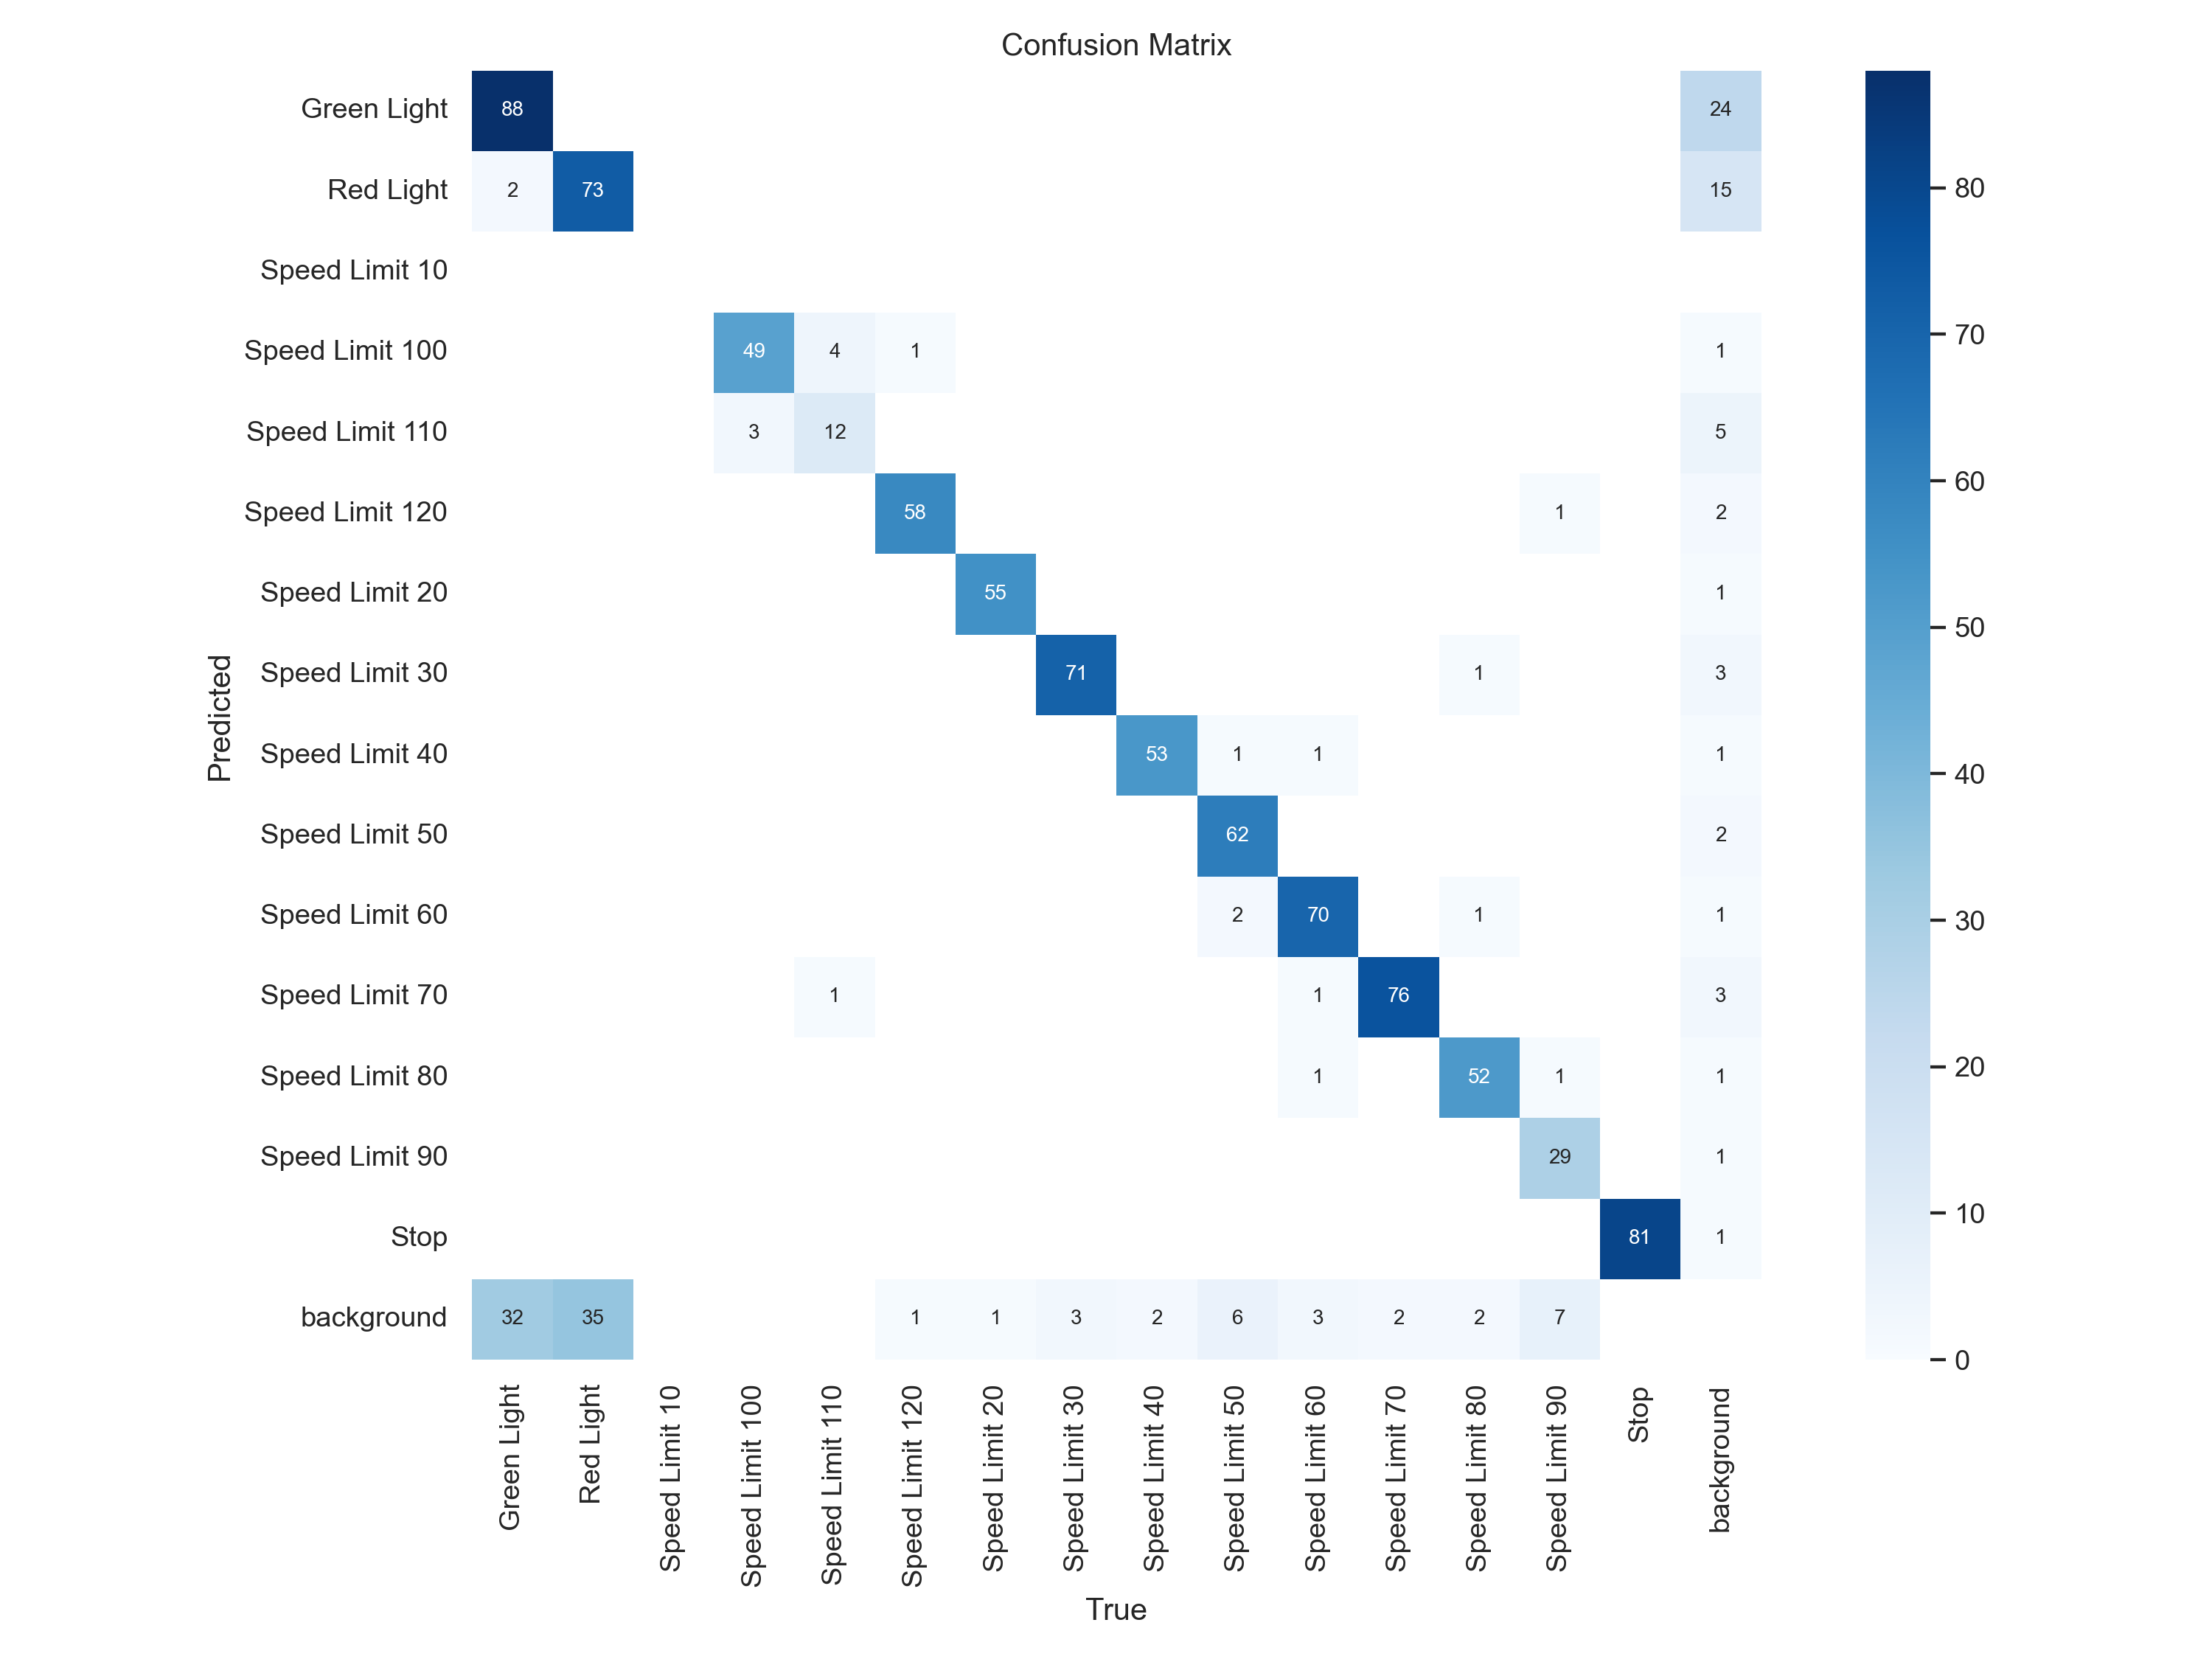 Confusion Matrix
Green Light 88 24
Red Light 2 73 15
Speed Limit 10
Speed Limit 100 49 4 1 1
Speed Limit 110 3 12 5
Speed Limit 120 58 1 2
Speed Limit 20 55 1
Speed Limit 30 71 1 3
Speed Limit 40 53 1 1 1
Speed Limit 50 62 2
Speed Limit 60 2 70 1 1
Speed Limit 70 1 1 76 3
Speed Limit 80 1 52 1 1
Speed Limit 90 29 1
Stop 81 1
background 32 35 1 1 3 2 6 3 2 2 7
Predicted
Green Light
Red Light
Speed Limit 10
Speed Limit 100
Speed Limit 110
Speed Limit 120
Speed Limit 20
Speed Limit 30
Speed Limit 40
Speed Limit 50
Speed Limit 60
Speed Limit 70
Speed Limit 80
Speed Limit 90
Stop
background
True
80
70
60
50
40
30
20
10
0